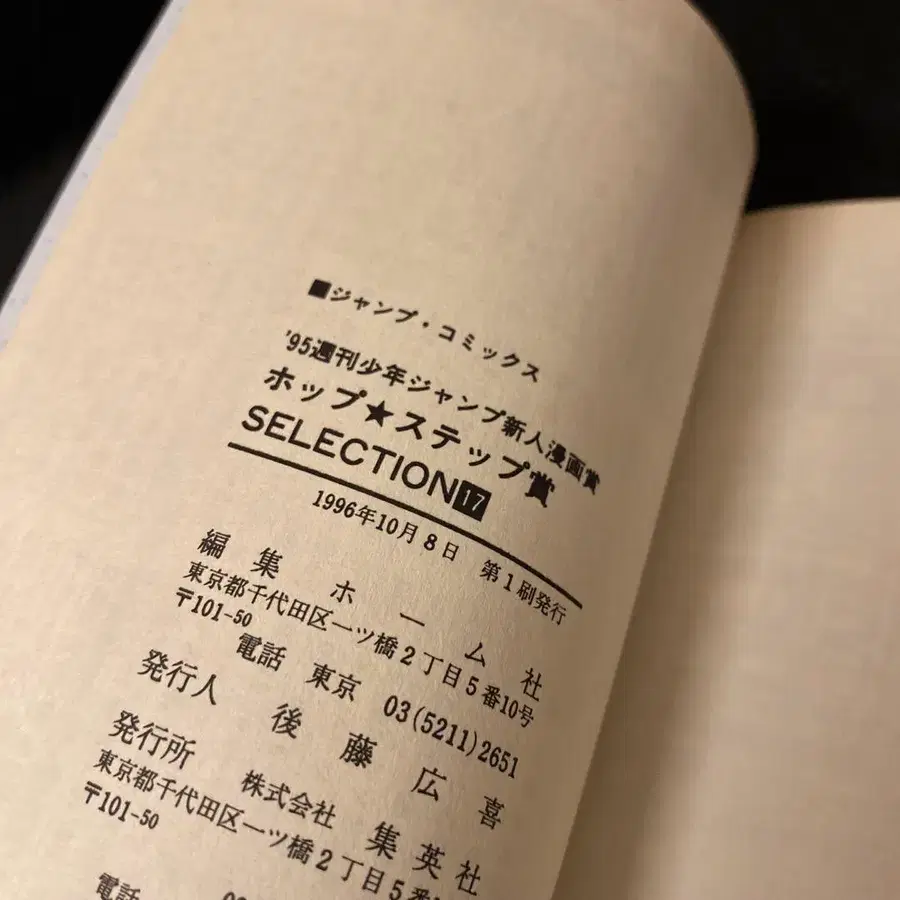 ■ジャンプ・コミックス
'95週刊少年ジャンプ新人漫画賞
ホップ★ステップ賞
SELECTION17
1996年10月8日 第1刷発行
編集 ホーム社
東京都千代田区一ツ橋2丁目5番10号
〒101-50
電話 東京 03(5211)2651
発行人 後藤広喜
発行所 株式会社 集英社
東京都千代田区一ツ橋2丁目5番
〒101-50
電話 03